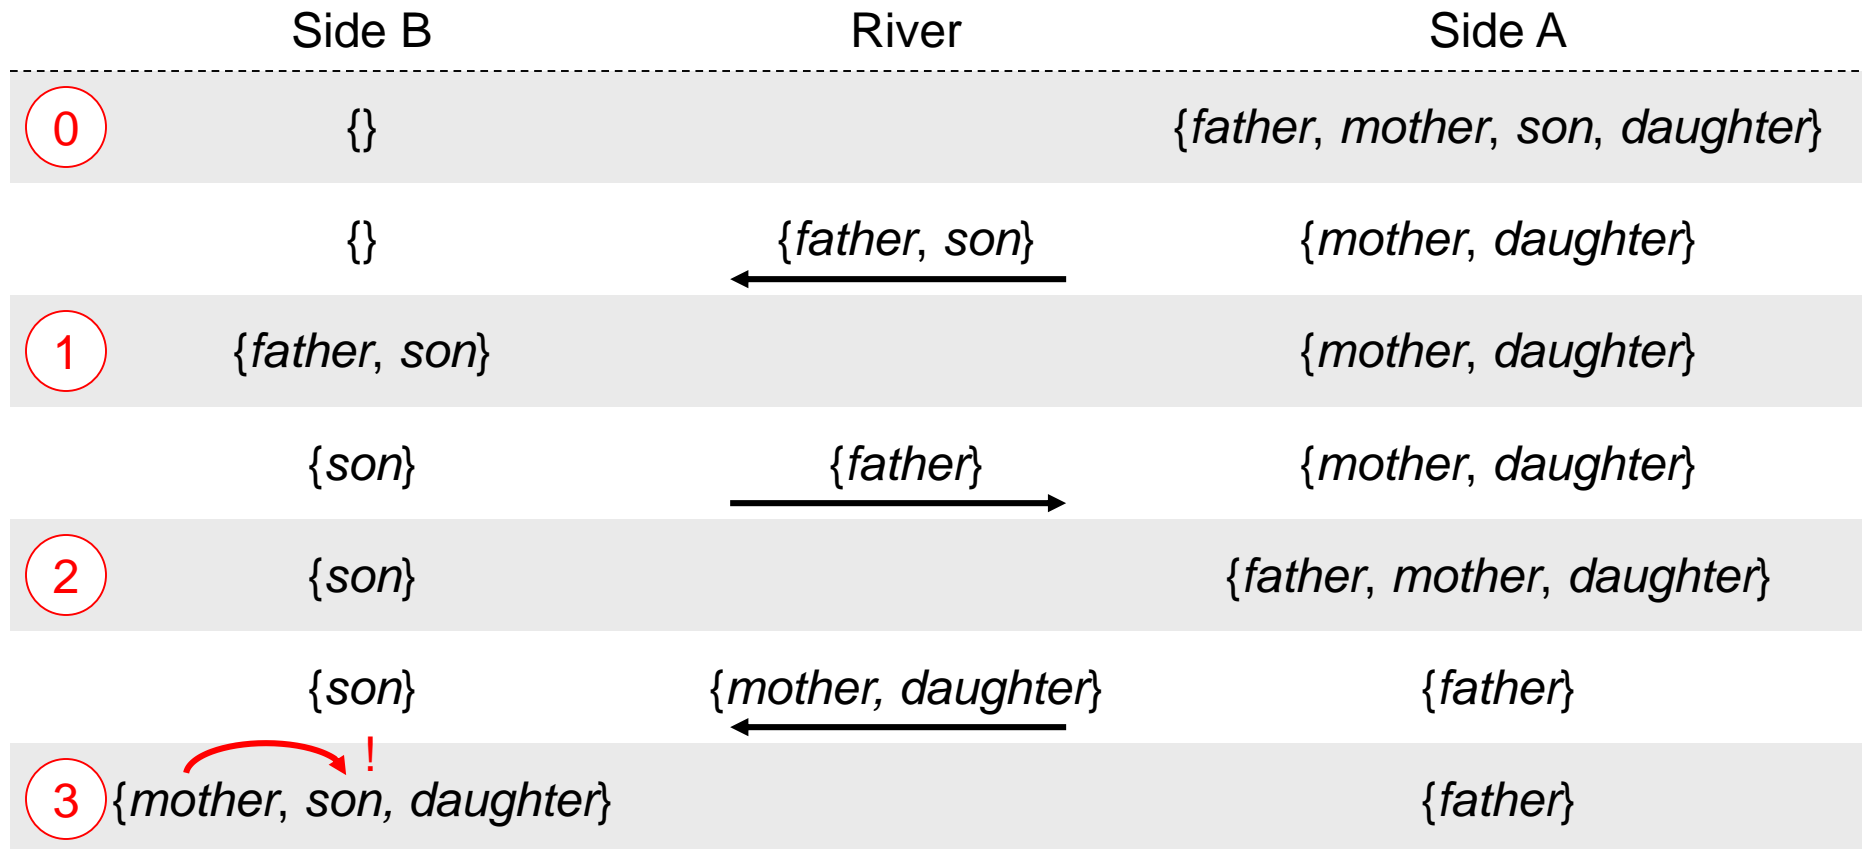 Side B River Side A
0 {} {father, mother, son, daughter}
{} {father, son} {mother, daughter}
1 {father, son} {mother, daughter}
{son} {father} {mother, daughter}
2 {son} {father, mother, daughter}
{son} {mother, daughter} {father}
!
3 {mother, son, daughter} {father}